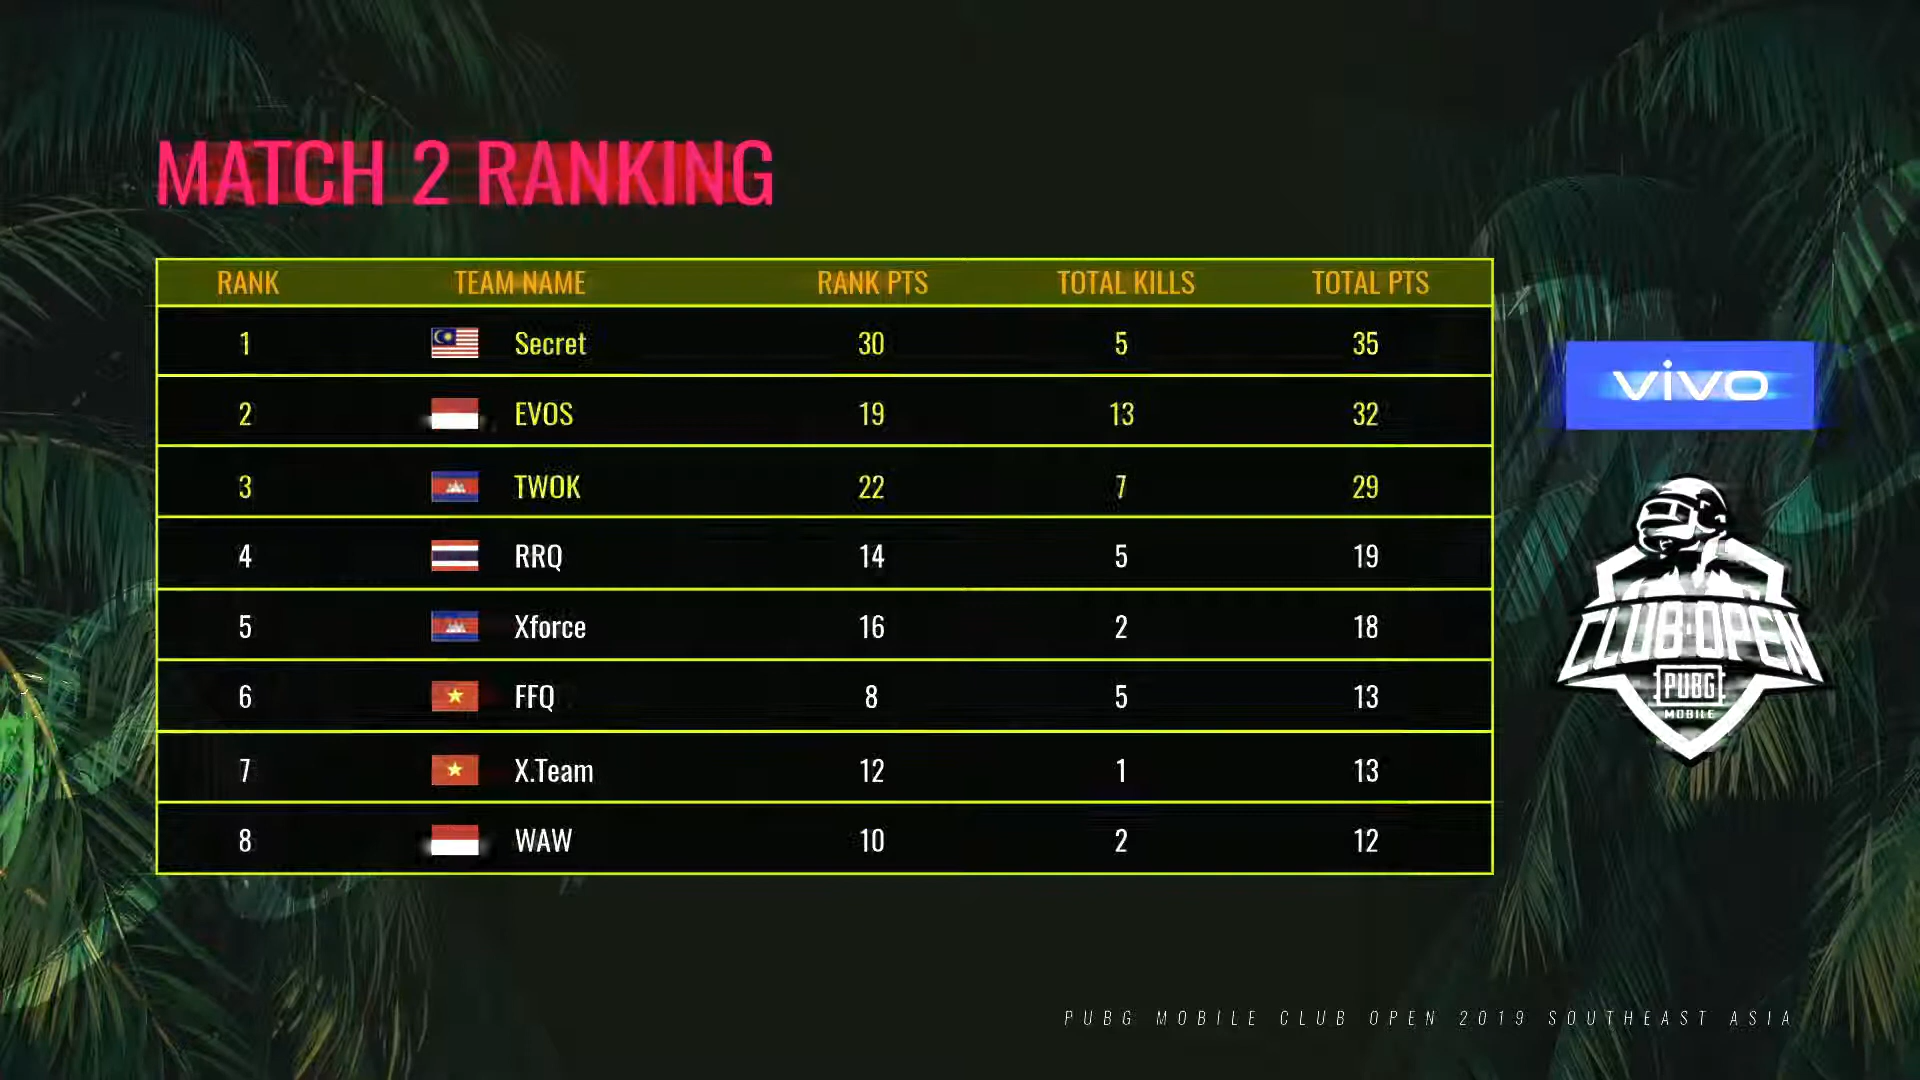 MATCH 2 RANKING
RANK TEAM NAME RANK PTS TOTAL KILLS TOTAL PTS
1 Secret 30 5 35
2 EVOS 19 13 32
3 TWOK 22 7 29
4 RRQ 14 5 19
5 Xforce 16 2 18
6 FFQ 8 5 13
7 X.Team 12 1 13
8 WAW 10 2 12
vivo
CLUB OPEN
PUBG
MOBILE
PUBG MOBILE CLUB OPEN 2019 SOUTHEAST ASIA